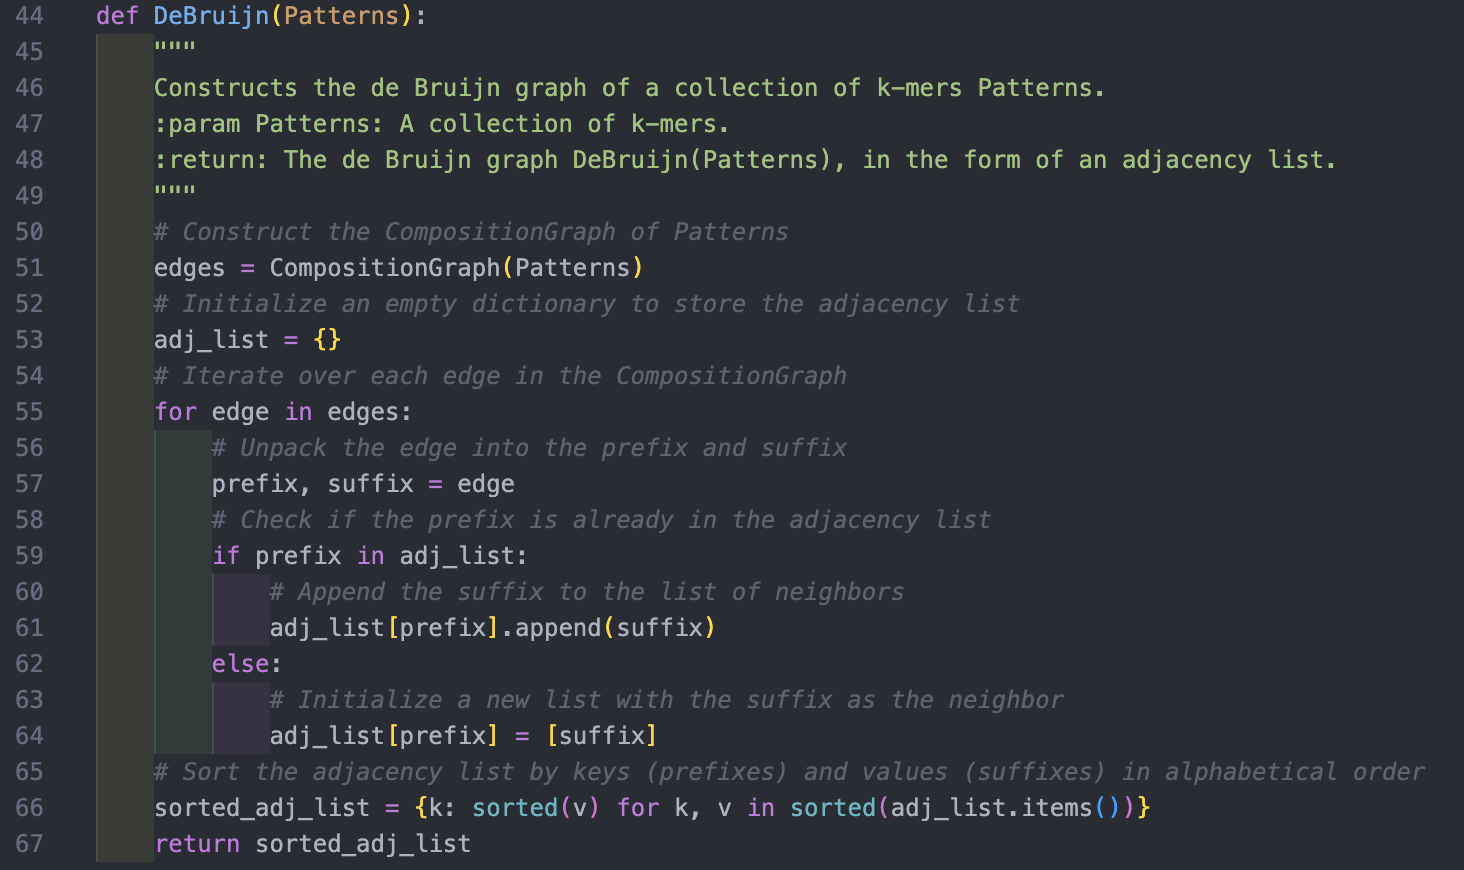 44 def DeBruijn(Patterns):
45 """
46 Constructs the de Bruijn graph of a collection of k-mers Patterns.
47 :param Patterns: A collection of k-mers.
48 :return: The de Bruijn graph DeBruijn(Patterns), in the form of an adjacency list.
49 """
50 # Construct the CompositionGraph of Patterns
51 edges = CompositionGraph(Patterns)
52 # Initialize an empty dictionary to store the adjacency list
53 adj_list = {}
54 # Iterate over each edge in the CompositionGraph
55 for edge in edges:
56 # Unpack the edge into the prefix and suffix
57 prefix, suffix = edge
58 # Check if the prefix is already in the adjacency list
59 if prefix in adj_list:
60 # Append the suffix to the list of neighbors
61 adj_list[prefix].append(suffix)
62 else:
63 # Initialize a new list with the suffix as the neighbor
64 adj_list[prefix] = [suffix]
65 # Sort the adjacency list by keys (prefixes) and values (suffixes) in alphabetical order
66 sorted_adj_list = {k: sorted(v) for k, v in sorted(adj_list.items())}
67 return sorted_adj_list